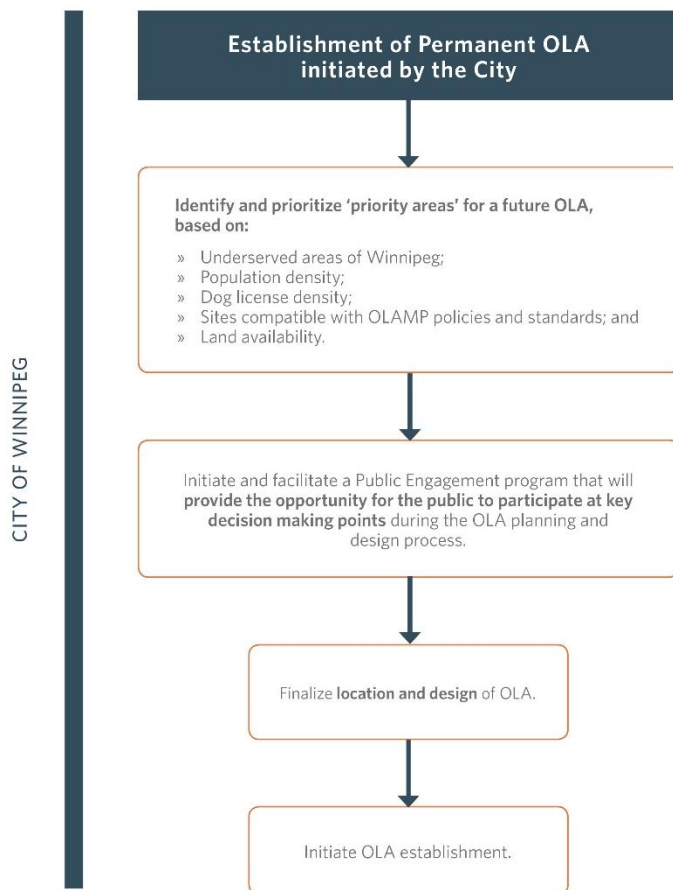 Establishment of Permanent OLA
initiated by the City
CITY OF WINNIPEG
Identify and prioritize ‘priority areas’ for a future OLA,
based on:
» Underserved areas of Winnipeg;
» Population density;
» Dog license density;
» Sites compatible with OLAMP policies and standards; and
» Land availability.
Initiate and facilitate a Public Engagement program that will
provide the opportunity for the public to participate at key
decision making points during the OLA planning and
design process.
Finalize location and design of OLA.
Initiate OLA establishment.